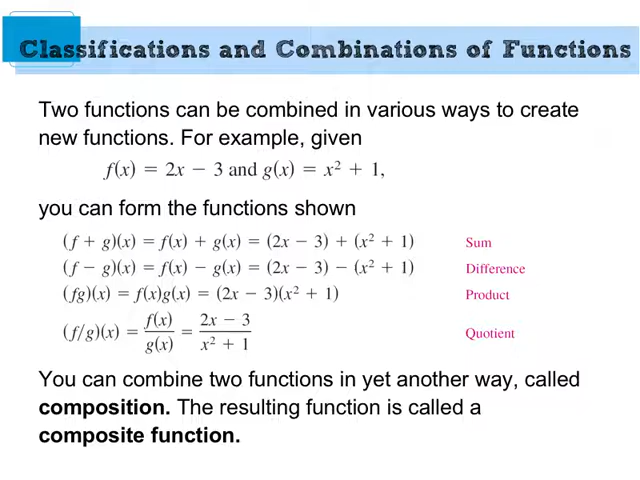 Classifications and Combinations of Functions
Two functions can be combined in various ways to create
new functions. For example, given
f(x) = 2x − 3 and g(x) = x² + 1,
you can form the functions shown
(f + g)(x) = f(x) + g(x) = (2x − 3) + (x² + 1) Sum
(f − g)(x) = f(x) − g(x) = (2x − 3) − (x² + 1) Difference
(fg)(x) = f(x)g(x) = (2x − 3)(x² + 1) Product
(f/g)(x) = f(x)/g(x) = (2x − 3)/(x² + 1) Quotient
You can combine two functions in yet another way, called
composition. The resulting function is called a
composite function.